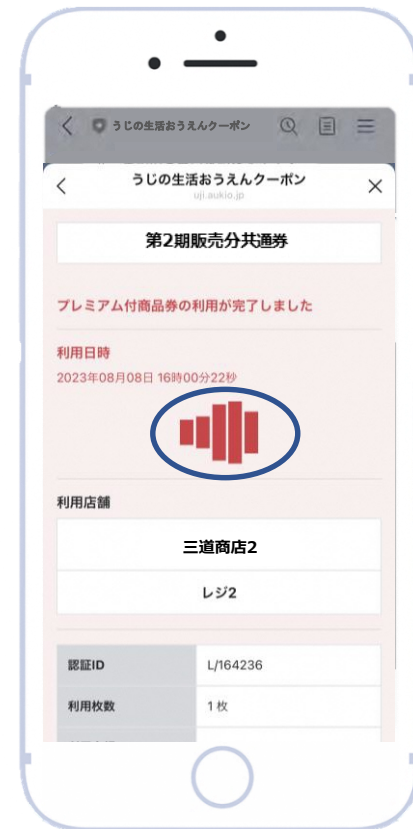 うじの生活おうえんクーポン
うじの生活おうえんクーポン
uji.aukio.jp
第2期販売分共通券
プレミアム付商品券の利用が完了しました
利用日時
2023年08月08日 16時00分22秒
利用店舗
三道商店2
レジ2
認証ID L/164236
利用枚数 1枚